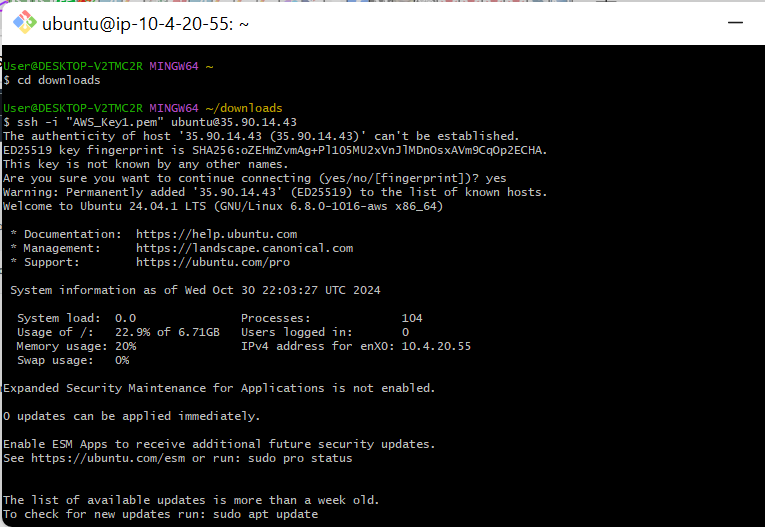 ubuntu@ip-10-4-20-55: ~
User@DESKTOP-V2TMC2R MINGW64 ~
$ cd downloads
User@DESKTOP-V2TMC2R MINGW64 ~/downloads
$ ssh -i "AWS_Key1.pem" ubuntu@35.90.14.43
The authenticity of host '35.90.14.43 (35.90.14.43)' can't be established.
ED25519 key fingerprint is SHA256:oZEHmZvmAg+Pl1O5MU2xVnJlMDnOsxAVm9CqOp2ECHA.
This key is not known by any other names.
Are you sure you want to continue connecting (yes/no/[fingerprint])? yes
Warning: Permanently added '35.90.14.43' (ED25519) to the list of known hosts.
Welcome to Ubuntu 24.04.1 LTS (GNU/Linux 6.8.0-1016-aws x86_64)
* Documentation:  https://help.ubuntu.com
* Management:     https://landscape.canonical.com
* Support:        https://ubuntu.com/pro
System information as of Wed Oct 30 22:03:27 UTC 2024
System load:  0.0               Processes:             104
Usage of /:   22.9% of 6.71GB   Users logged in:       0
Memory usage: 20%               IPv4 address for enX0: 10.4.20.55
Swap usage:   0%
Expanded Security Maintenance for Applications is not enabled.
0 updates can be applied immediately.
Enable ESM Apps to receive additional future security updates.
See https://ubuntu.com/esm or run: sudo pro status
The list of available updates is more than a week old.
To check for new updates run: sudo apt update